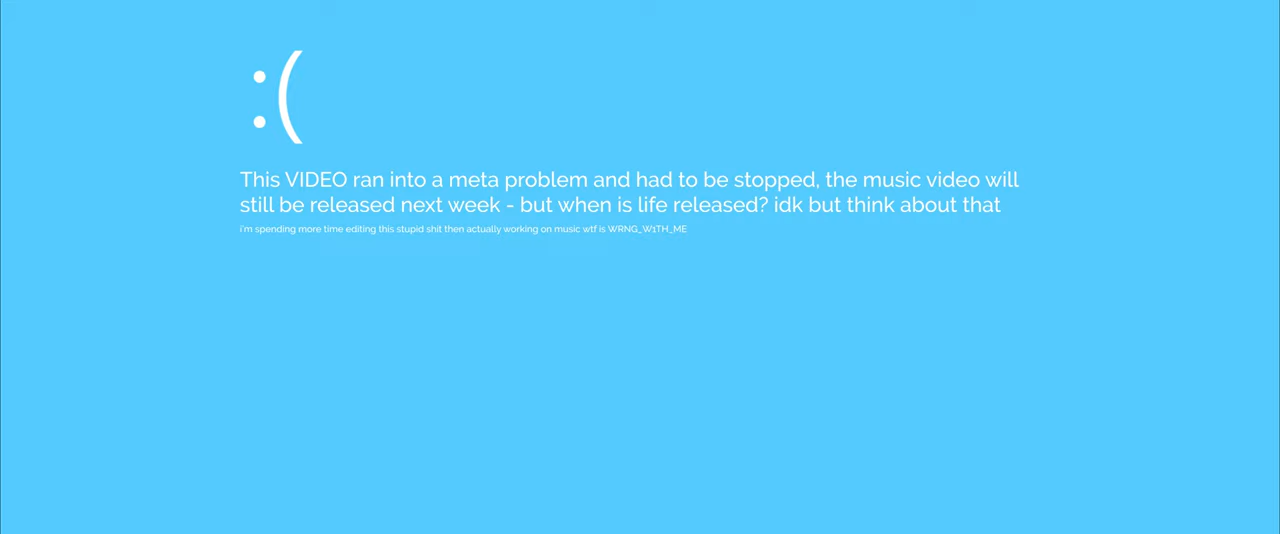 :(
This VIDEO ran into a meta problem and had to be stopped, the music video will
still be released next week - but when is life released? idk but think about that
i'm spending more time editing this stupid shit then actually working on music wtf is WRNG_W1TH_ME